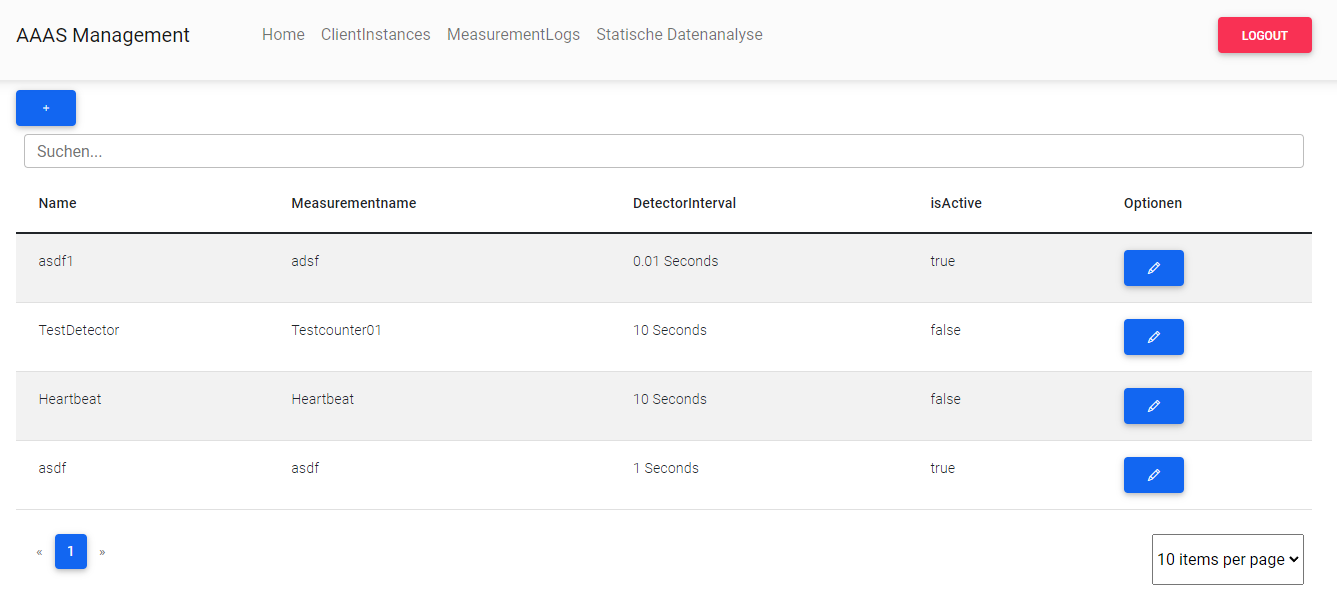 AAAS Management Home ClientInstances MeasurementLogs Statische Datenanalyse LOGOUT
+
Suchen...
Name Measurementname DetectorInterval isActive Optionen
asdf1 adsf 0.01 Seconds true
TestDetector Testcounter01 10 Seconds false
Heartbeat Heartbeat 10 Seconds false
asdf asdf 1 Seconds true
« 1 » 10 items per page